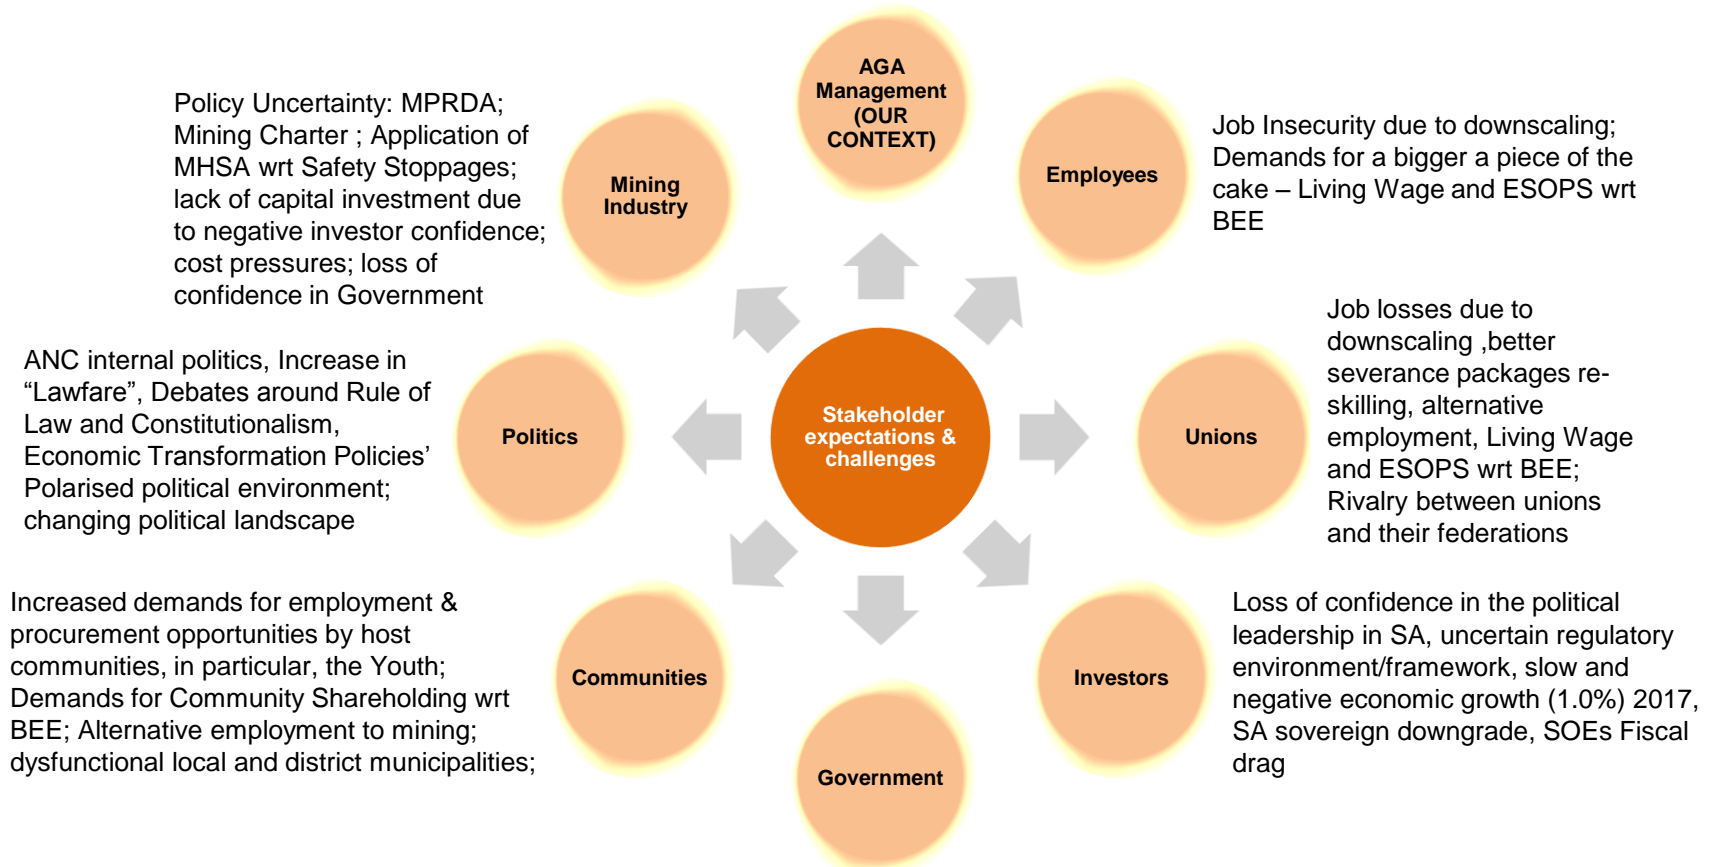 AGA
Management
(OUR
CONTEXT)
Policy Uncertainty: MPRDA;
Mining Charter ; Application of
MHSA wrt Safety Stoppages;
lack of capital investment due
to negative investor confidence;
cost pressures; loss of
confidence in Government
Mining
Industry
Employees
Job Insecurity due to downscaling;
Demands for a bigger a piece of the
cake – Living Wage and ESOPS wrt
BEE
ANC internal politics, Increase in
“Lawfare”, Debates around Rule of
Law and Constitutionalism,
Economic Transformation Policies’
Polarised political environment;
changing political landscape
Politics
Stakeholder
expectations &
challenges
Unions
Job losses due to
downscaling ,better
severance packages re-
skilling, alternative
employment, Living Wage
and ESOPS wrt BEE;
Rivalry between unions
and their federations
Increased demands for employment &
procurement opportunities by host
communities, in particular, the Youth;
Demands for Community Shareholding wrt
BEE; Alternative employment to mining;
dysfunctional local and district municipalities;
Communities
Investors
Loss of confidence in the political
leadership in SA, uncertain regulatory
environment/framework, slow and
negative economic growth (1.0%) 2017,
SA sovereign downgrade, SOEs Fiscal
drag
Government